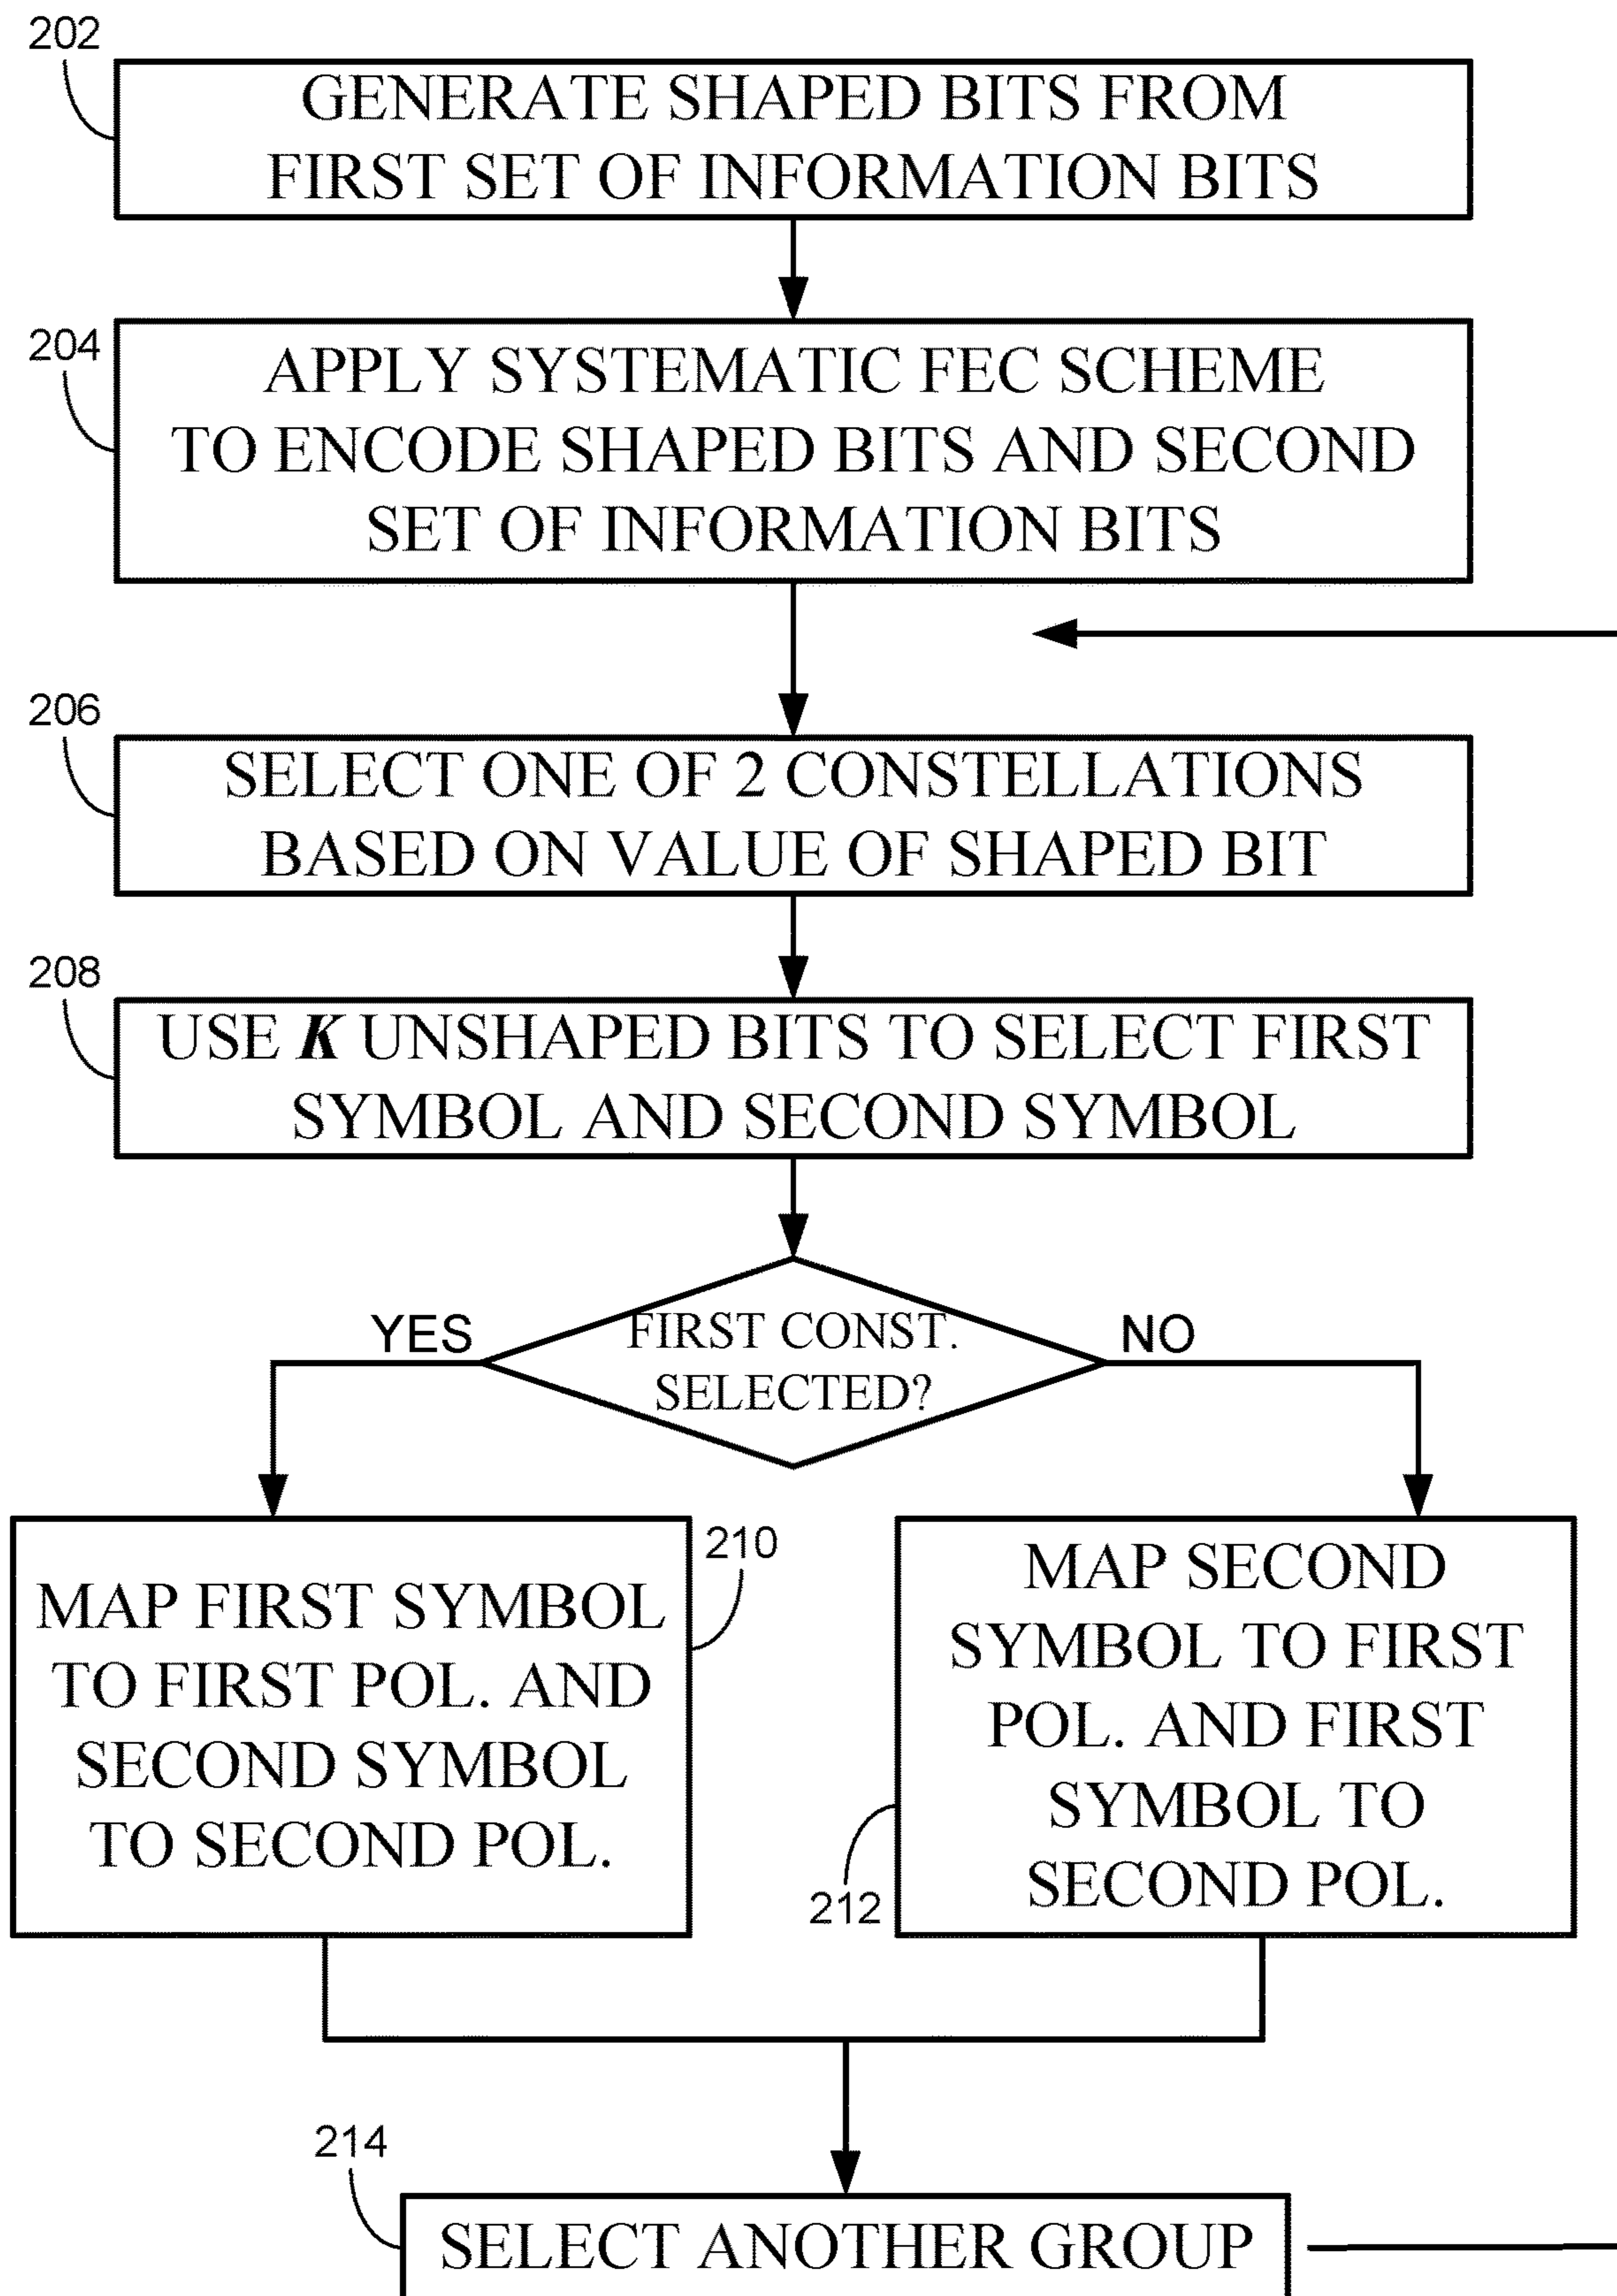 202
GENERATE SHAPED BITS FROM
FIRST SET OF INFORMATION BITS
204
APPLY SYSTEMATIC FEC SCHEME
TO ENCODE SHAPED BITS AND SECOND
SET OF INFORMATION BITS
206
SELECT ONE OF 2 CONSTELLATIONS
BASED ON VALUE OF SHAPED BIT
208
USE K UNSHAPED BITS TO SELECT FIRST
SYMBOL AND SECOND SYMBOL
YES
FIRST CONST.
SELECTED?
NO
210
MAP FIRST SYMBOL
TO FIRST POL. AND
SECOND SYMBOL
TO SECOND POL.
MAP SECOND
SYMBOL TO FIRST
POL. AND FIRST
SYMBOL TO
SECOND POL.
212
214
SELECT ANOTHER GROUP